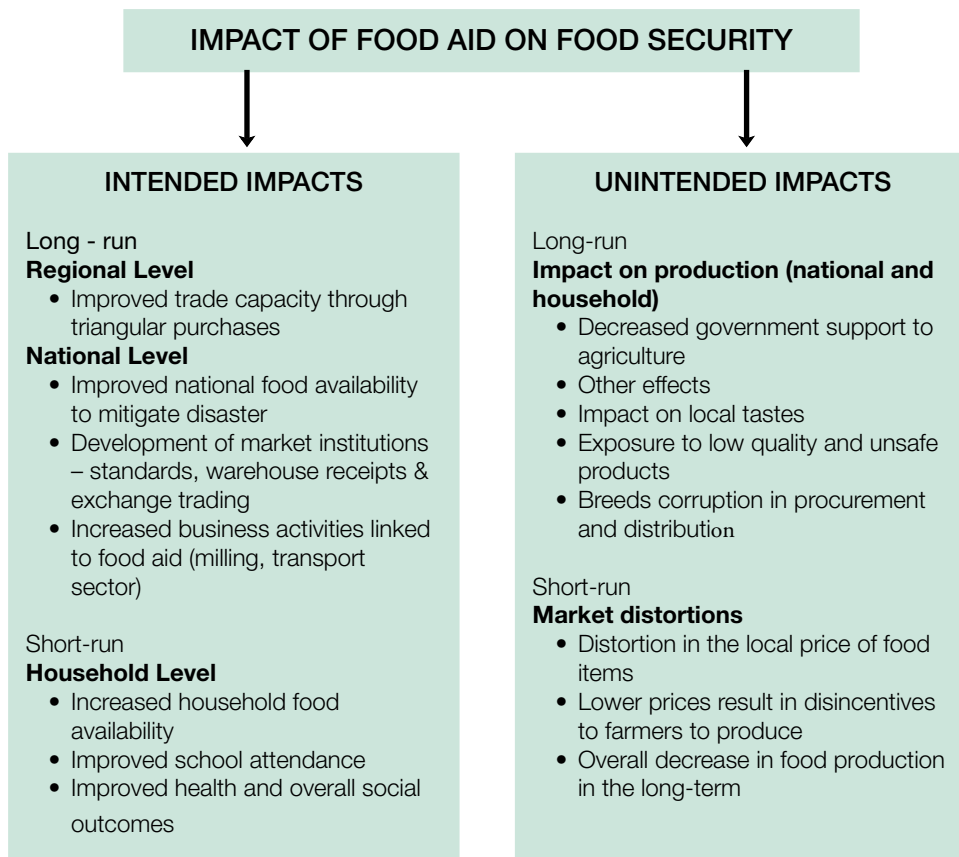 IMPACT OF FOOD AID ON FOOD SECURITY
INTENDED IMPACTS
Long - run
Regional Level
• Improved trade capacity through
triangular purchases
National Level
• Improved national food availability
to mitigate disaster
• Development of market institutions
– standards, warehouse receipts &
exchange trading
• Increased business activities linked
to food aid (milling, transport
sector)
Short-run
Household Level
• Increased household food
availability
• Improved school attendance
• Improved health and overall social
outcomes
UNINTENDED IMPACTS
Long-run
Impact on production (national and
household)
• Decreased government support to
agriculture
• Other effects
• Impact on local tastes
• Exposure to low quality and unsafe
products
• Breeds corruption in procurement
and distribution
Short-run
Market distortions
• Distortion in the local price of food
items
• Lower prices result in disincentives
to farmers to produce
• Overall decrease in food production
in the long-term